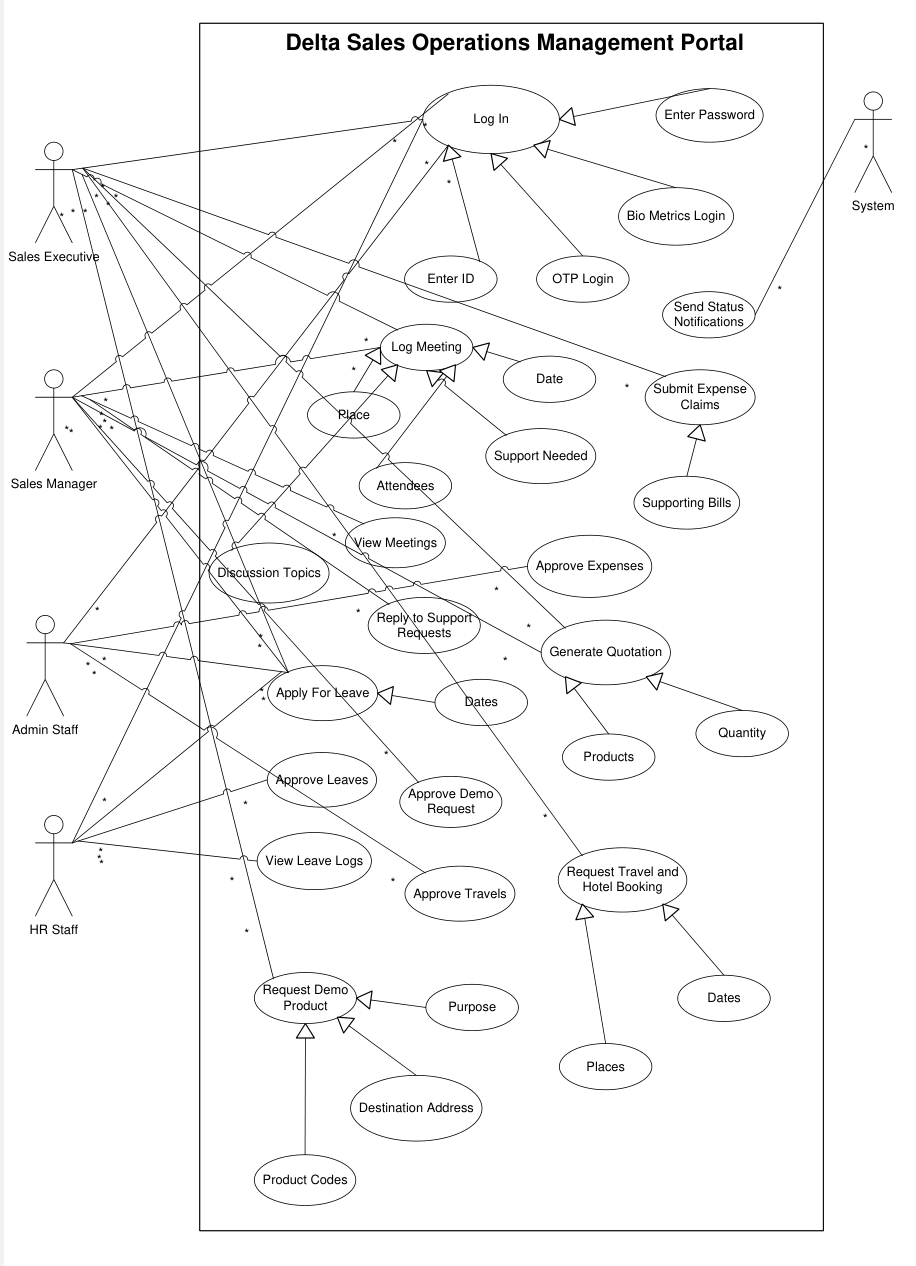 Delta Sales Operations Management Portal
Log In
Enter Password
Bio Metrics Login
System
Sales Executive
Enter ID
OTP Login
Send Status
Notifications
Log Meeting
Date
Submit Expense
Claims
Place
Support Needed
Sales Manager
Attendees
Supporting Bills
View Meetings
Discussion Topics
Approve Expenses
Reply to Support
Requests
Generate Quotation
Apply For Leave
Dates
Admin Staff
Quantity
Products
Approve Leaves
Approve Demo
Request
View Leave Logs
Request Travel and
Hotel Booking
Approve Travels
HR Staff
Request Demo
Product
Purpose
Dates
Places
Destination Address
Product Codes